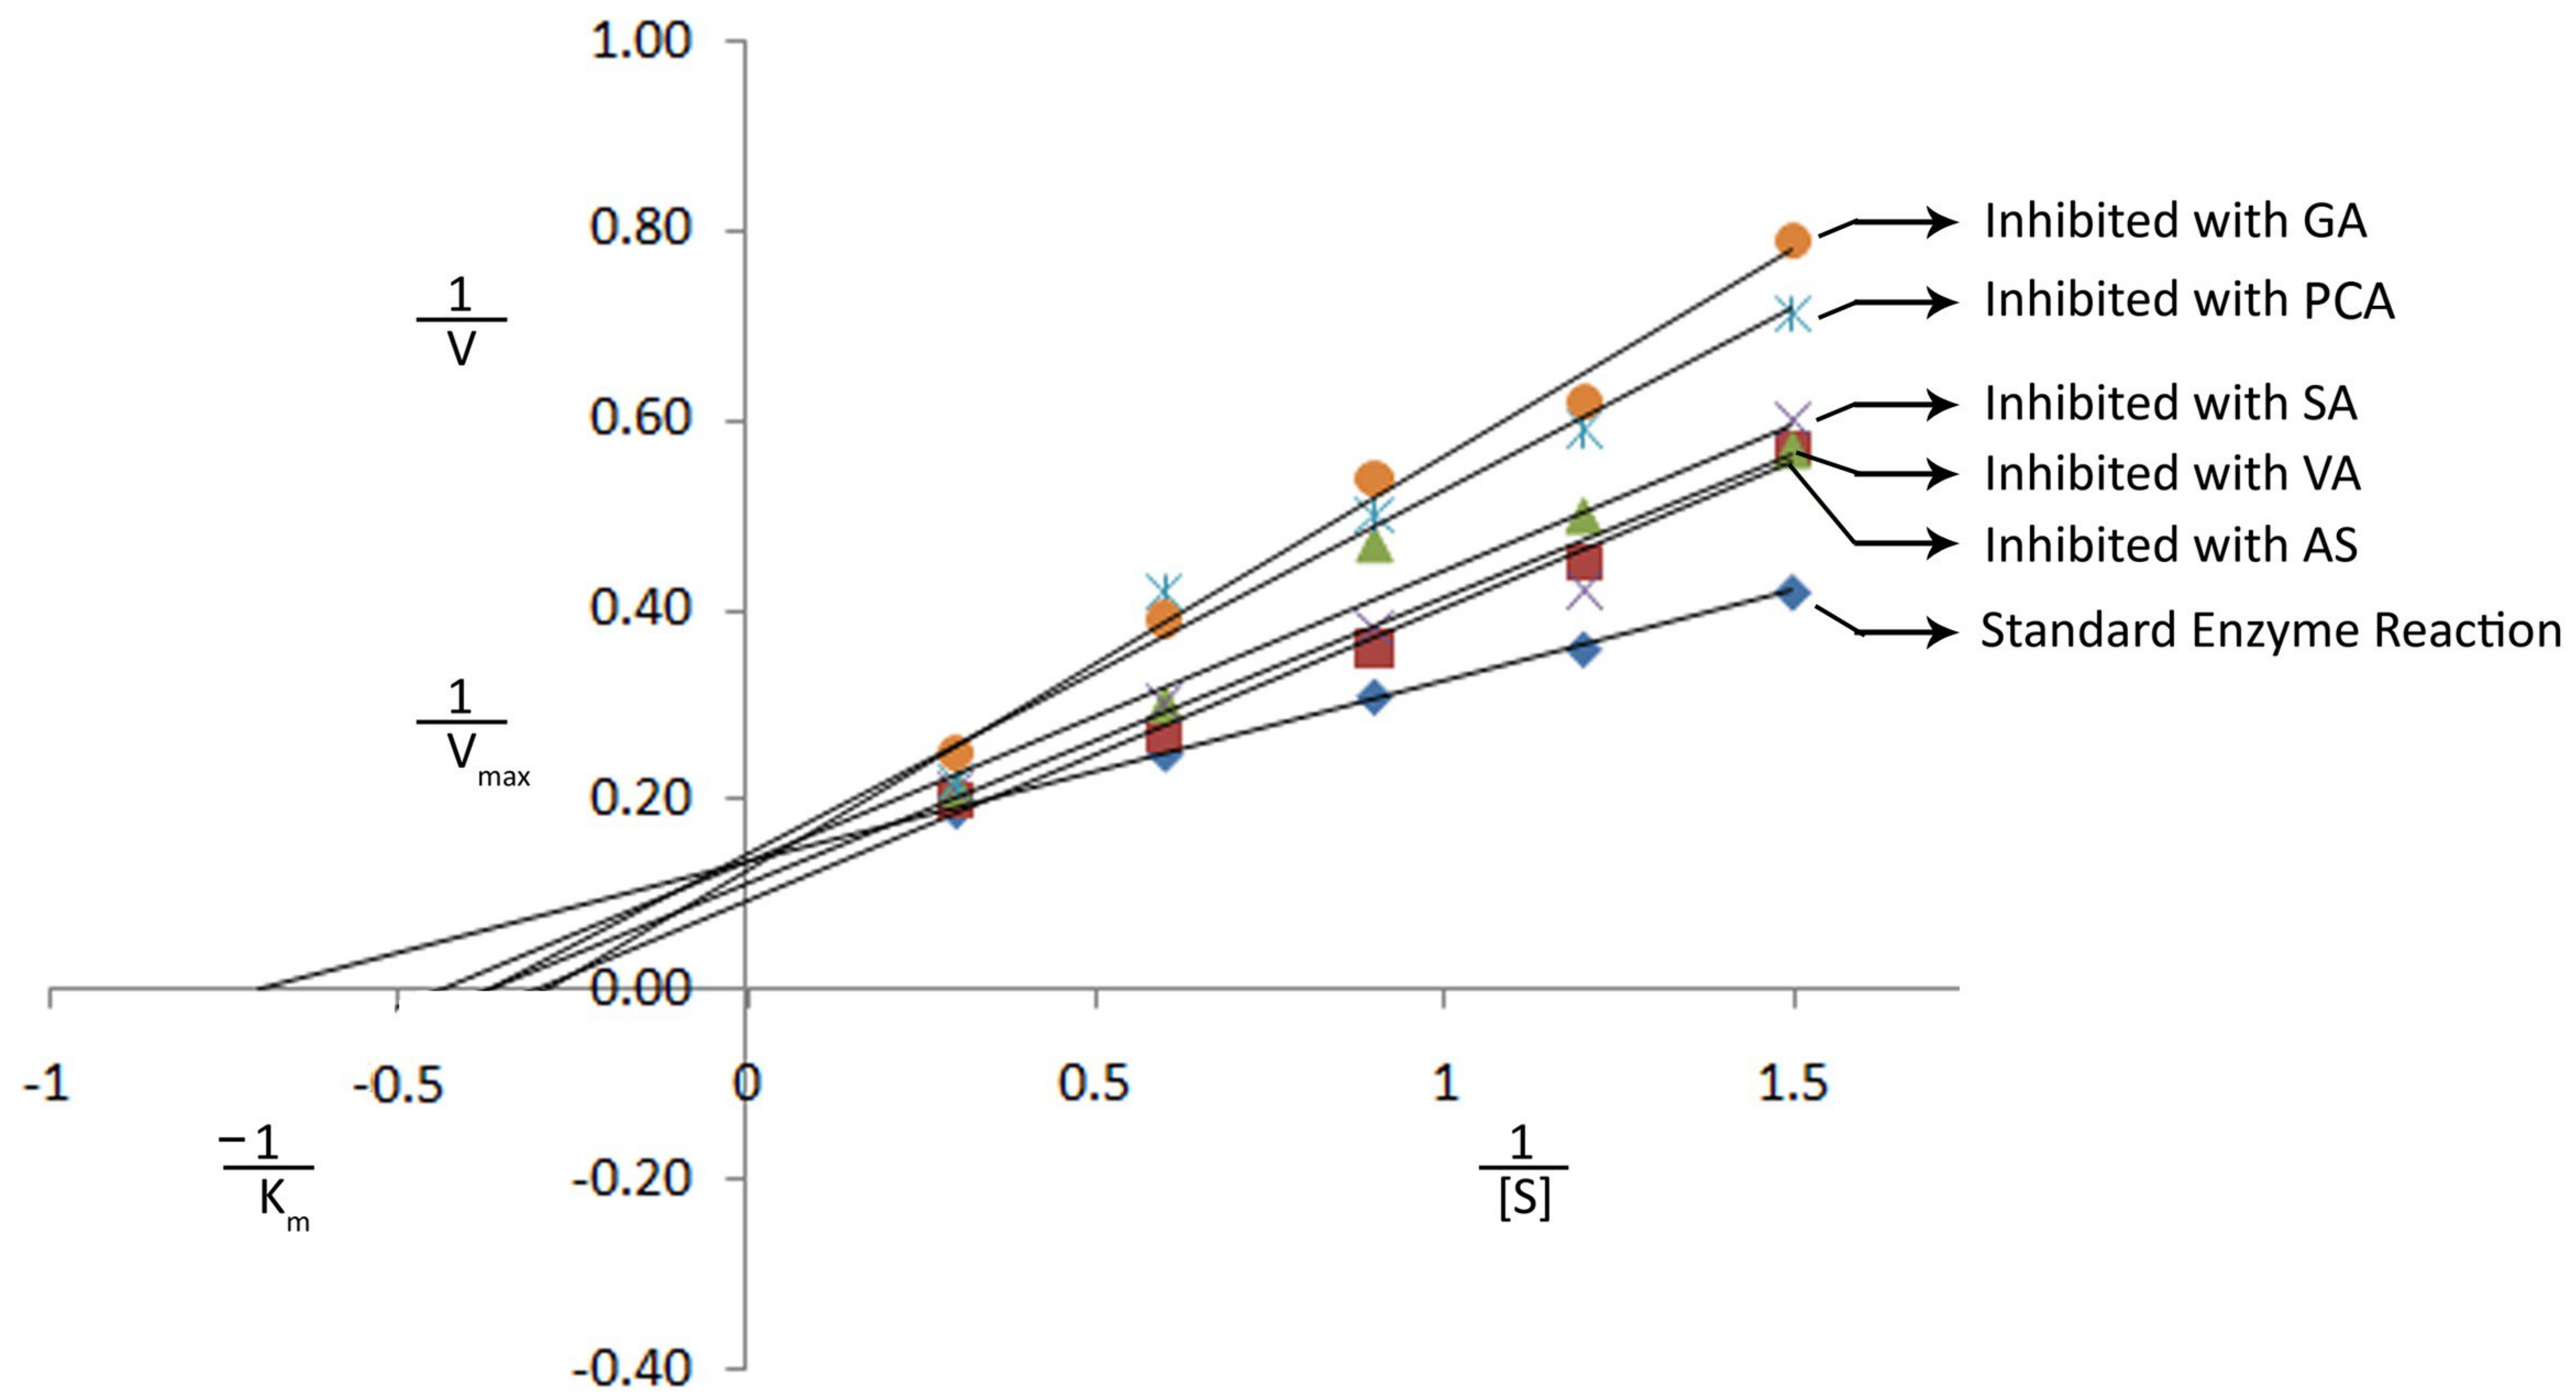 1.00
0.80
0.60
0.40
0.20
0.00
-0.20
-0.40
1
V
1
Vmax
-1
-0.5
0
0.5
1
1.5
−1
Km
1
[S]
Inhibited with GA
Inhibited with PCA
Inhibited with SA
Inhibited with VA
Inhibited with AS
Standard Enzyme Reaction